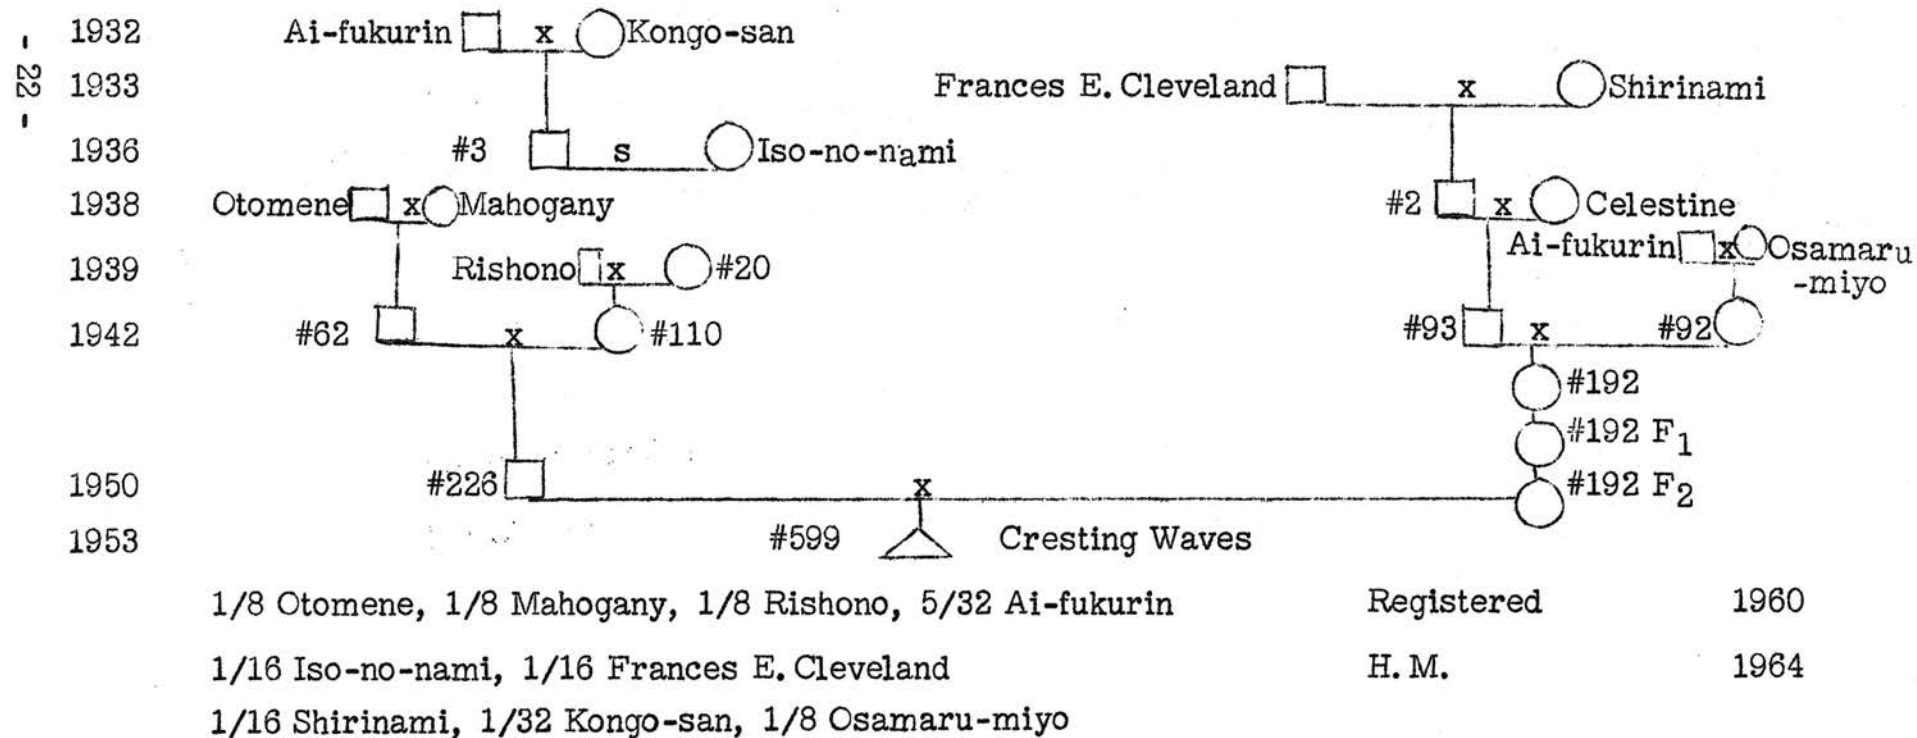 - 22 -
1932 Ai-fukurin x Kongo-san
1933 Frances E. Cleveland x Shirinami
1936 #3 s Iso-no-nami
1938 Otomene x Mahogany #2 x Celestine
Ai-fukurin x Osamaru
-miyo
1939 Rishono x #20
1942 #62 x #110 #93 x #92
#192
#192 F1
1950 #226 x #192 F2
1953 #599 Cresting Waves
1/8 Otomene, 1/8 Mahogany, 1/8 Rishono, 5/32 Ai-fukurin Registered 1960
1/16 Iso-no-nami, 1/16 Frances E. Cleveland H. M. 1964
1/16 Shirinami, 1/32 Kongo-san, 1/8 Osamaru-miyo